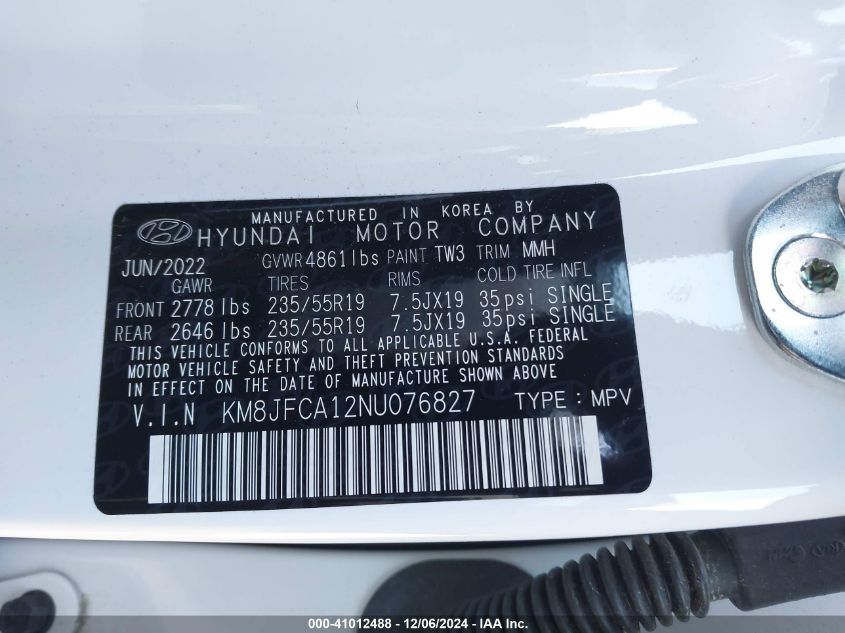 MANUFACTURED IN KOREA BY
HYUNDAI MOTOR COMPANY
JUN/2022 GVWR 4861lbs PAINT TW3 TRIM MMH
GAWR TIRES RIMS COLD TIRE INFL
FRONT 2778 lbs 235/55R19 7.5JX19 35psi SINGLE
REAR 2646 lbs 235/55R19 7.5JX19 35psi SINGLE
THIS VEHICLE CONFORMS TO ALL APPLICABLE U.S.A. FEDERAL
MOTOR VEHICLE SAFETY AND THEFT PREVENTION STANDARDS
IN EFFECT ON THE DATE OF MANUFACTURE SHOWN ABOVE.
V.I.N KM8JFCA12NU076827 TYPE : MPV
000-41012488 - 12/06/2024 - IAA Inc.